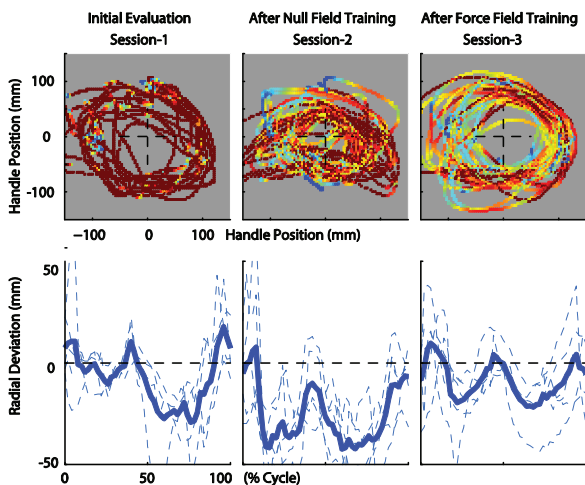 Initial Evaluation
Session-1
After Null Field Training
Session-2
After Force Field Training
Session-3
Handle Position (mm)
100
0
-100
−100 0 100
Handle Position (mm)
Radial Deviation (mm)
50
0
-50
0 50 100
(% Cycle)